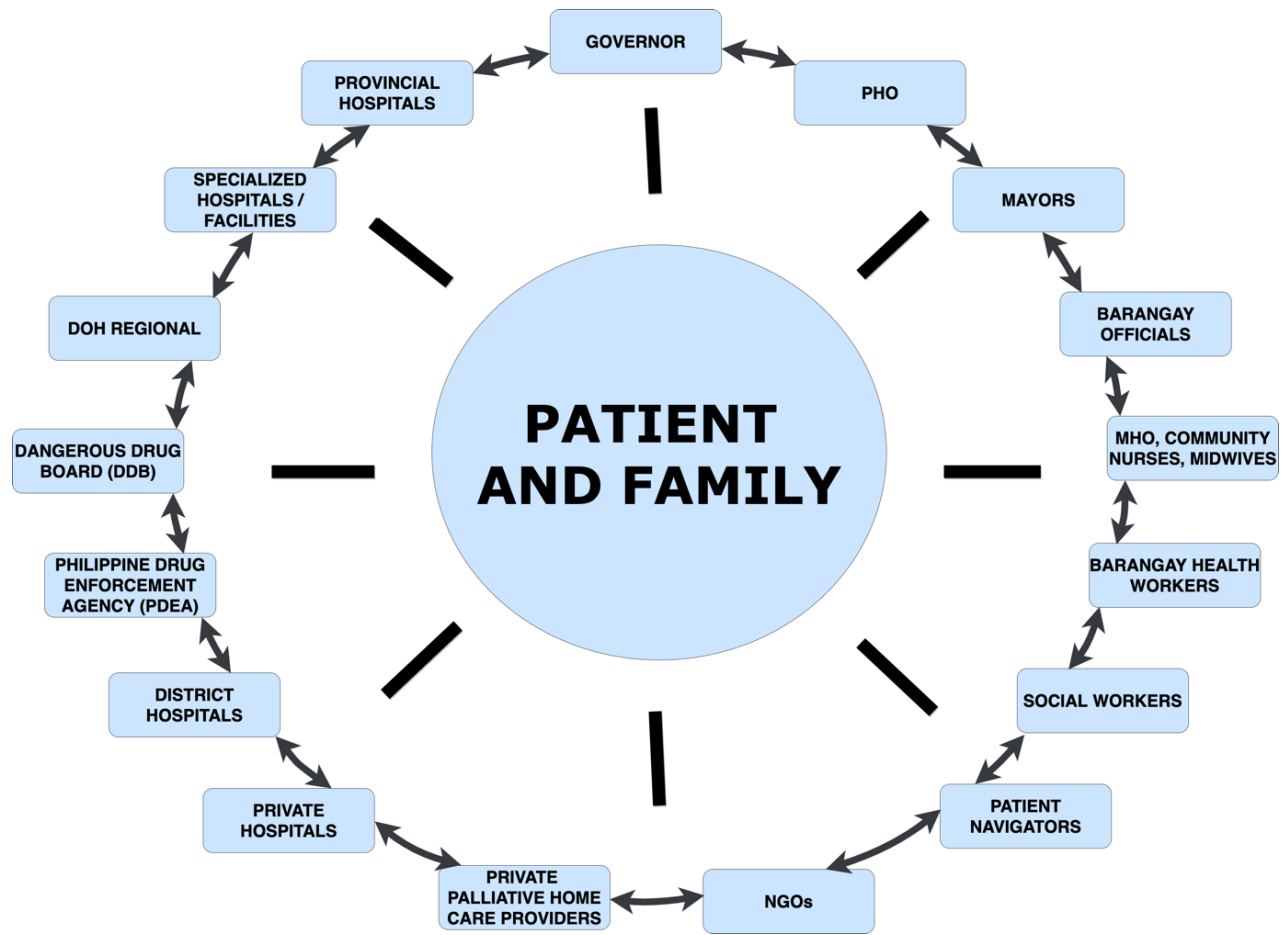 GOVERNOR
PHO
MAYORS
BARANGAY
OFFICIALS
MHO, COMMUNITY
NURSES, MIDWIVES
BARANGAY HEALTH
WORKERS
SOCIAL WORKERS
PATIENT
NAVIGATORS
NGOs
PRIVATE
PALLIATIVE HOME
CARE PROVIDERS
PRIVATE
HOSPITALS
DISTRICT
HOSPITALS
PHILIPPINE DRUG
ENFORCEMENT
AGENCY (PDEA)
DANGEROUS DRUG
BOARD (DDB)
DOH REGIONAL
SPECIALIZED
HOSPITALS /
FACILITIES
PROVINCIAL
HOSPITALS
PATIENT
AND FAMILY